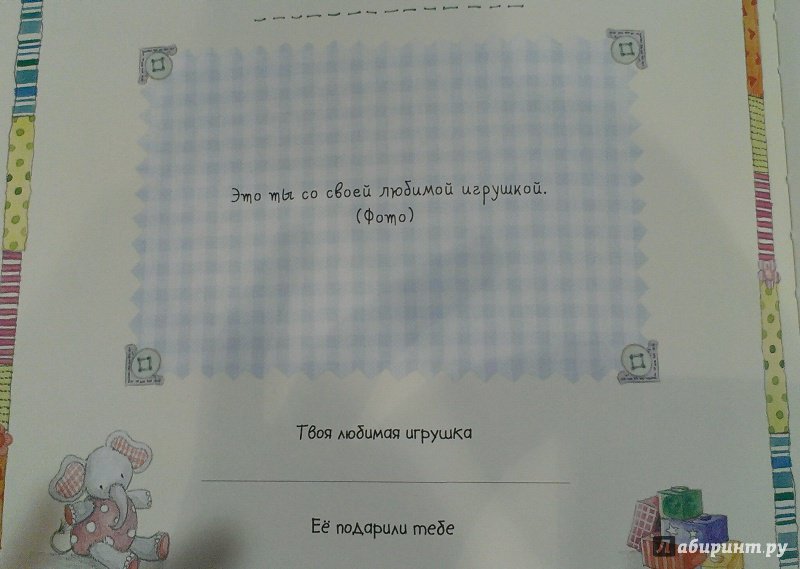 Это ты со своей любимой игрушкой.
(Фото)
Твоя любимая игрушка
Её подарили тебе
Лабиринт.ру